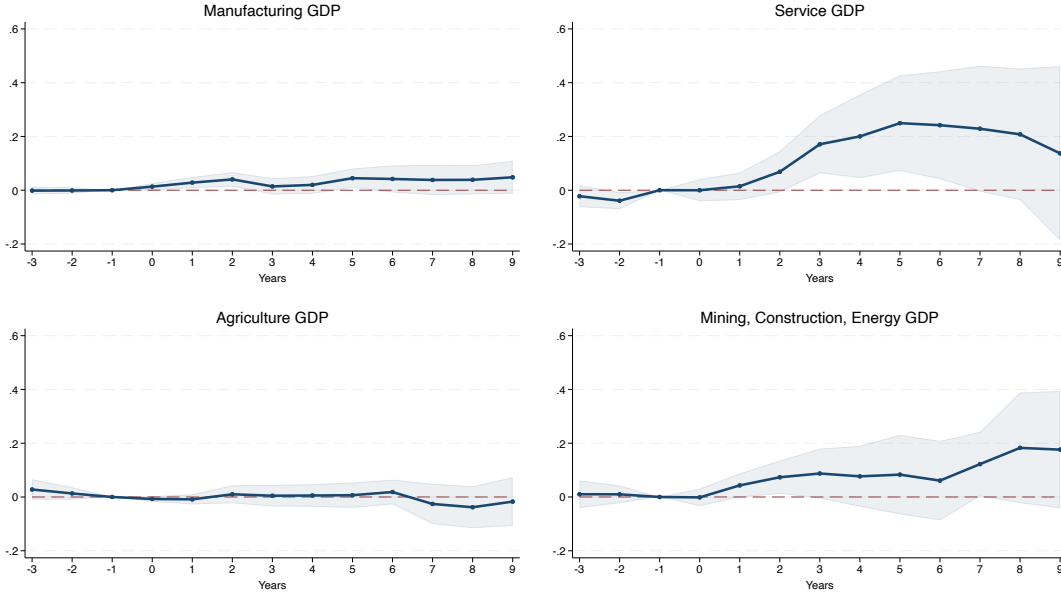 Manufacturing GDP
.6
.4
.2
0
-.2
-3 -2 -1 0 1 2 3 4 5 6 7 8 9
Years
Service GDP
.6
.4
.2
0
-.2
-3 -2 -1 0 1 2 3 4 5 6 7 8 9
Years
Agriculture GDP
.6
.4
.2
0
-.2
-3 -2 -1 0 1 2 3 4 5 6 7 8 9
Years
Mining, Construction, Energy GDP
.6
.4
.2
0
-.2
-3 -2 -1 0 1 2 3 4 5 6 7 8 9
Years